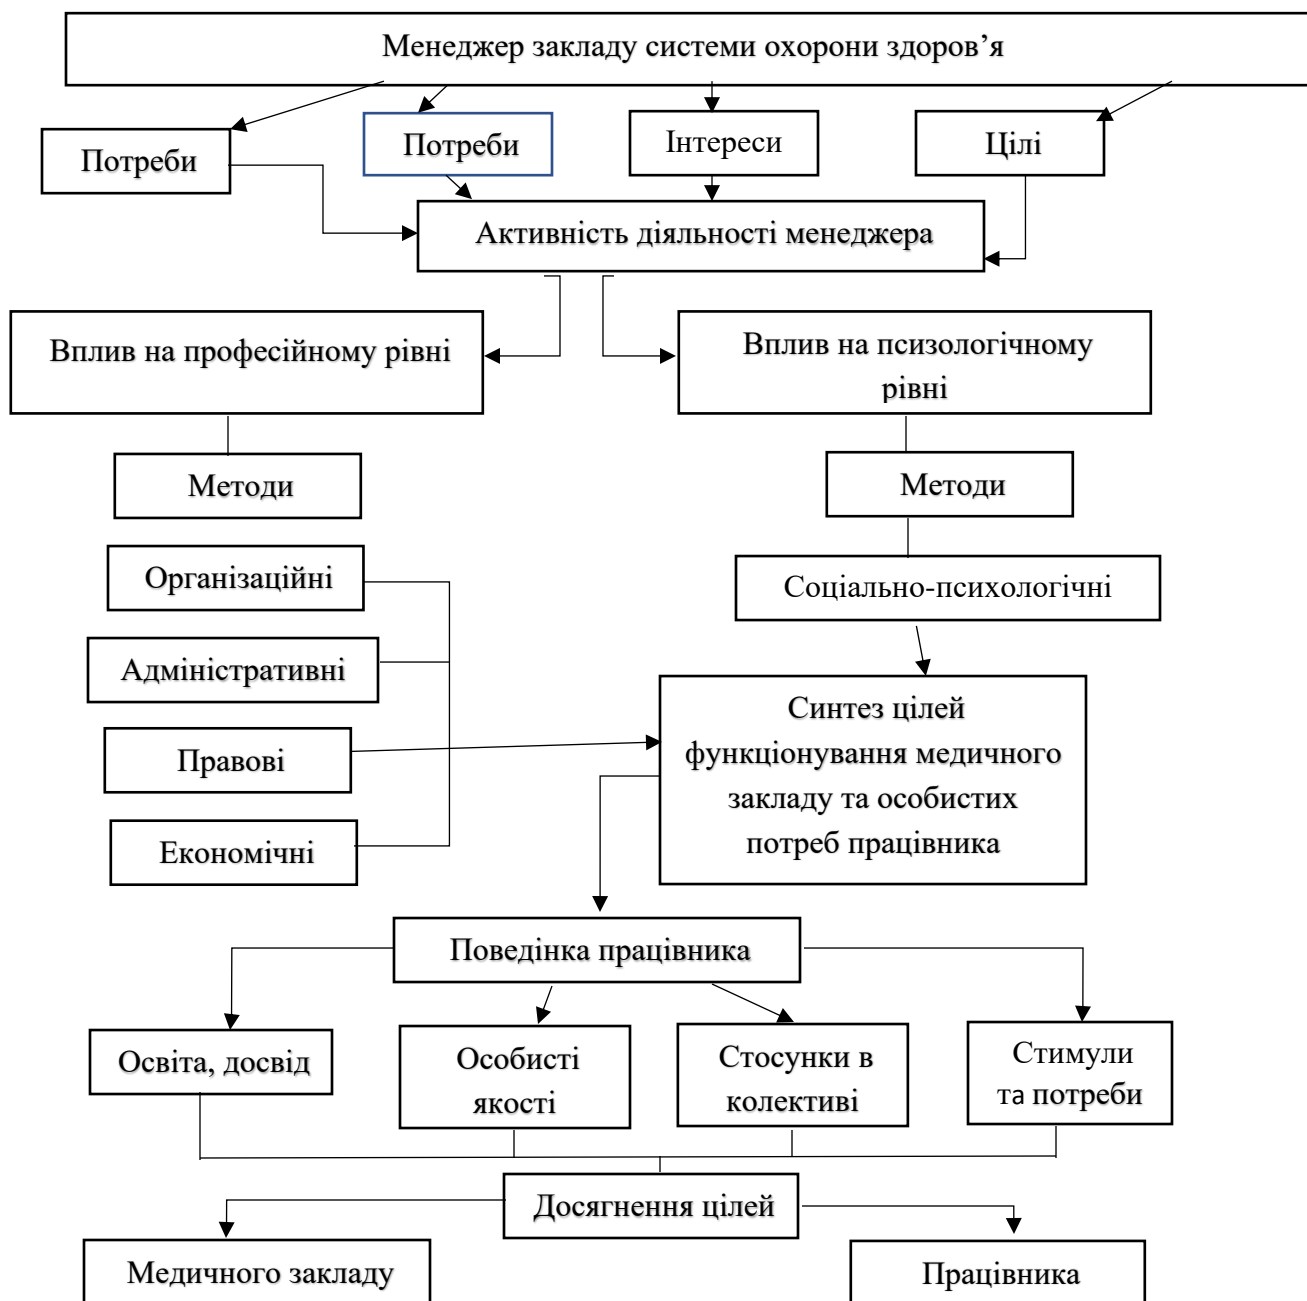 Менеджер закладу системи охорони здоров’я
Потреби
Потреби
Інтереси
Цілі
Активність діяльності менеджера
Вплив на професійному рівні
Вплив на психологічному
рівні
Методи
Методи
Організаційні
Соціально-психологічні
Адміністративні
Правові
Економічні
Синтез цілей
функціонування медичного
закладу та особистих
потреб працівника
Поведінка працівника
Освіта, досвід
Особисті
якості
Стосунки в
колективі
Стимули
та потреби
Досягнення цілей
Медичного закладу
Працівника